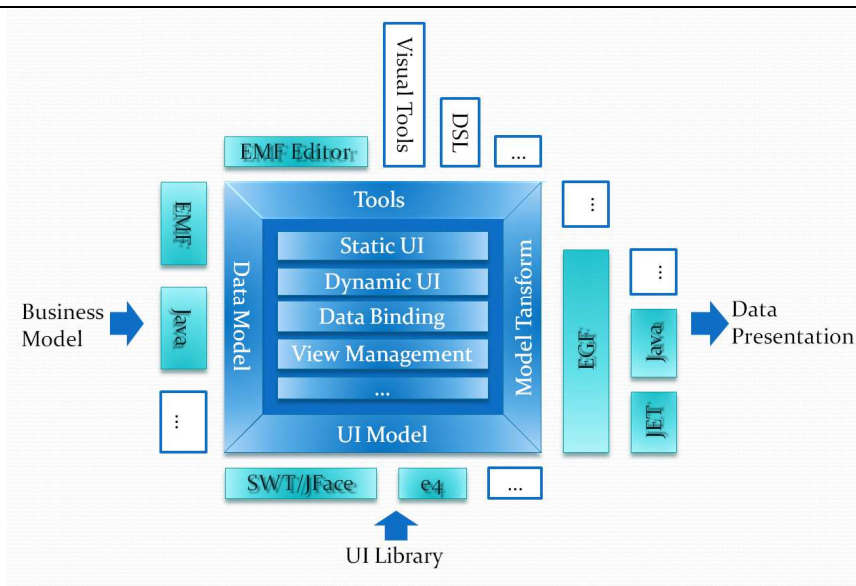 Visual Tools
DSL
EMF Editor
...
Tools
...
EMF
Static UI
Data Model
Dynamic UI
Model Tansform
EGF
...
Business
Model
Java
Data Binding
Java
Data
Presentation
View Management
...
...
JET
UI Model
SWT/JFace
e4
...
UI Library